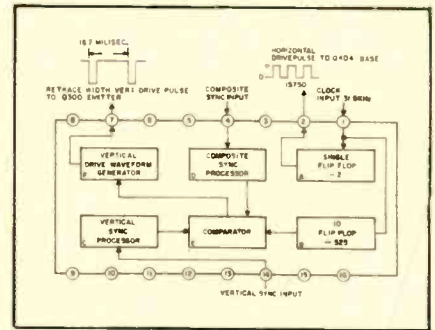 16.7 MILISEC.
RETRACE WIDTH VERT DRIVE PULSE
TO Q300 EMITTER
COMPOSITE
SYNC INPUT
HORIZONTAL
DRIVE PULSE TO Q404 BASE
15750
CLOCK
INPUT 31.5KHz
8 7 6 5 4 3 2 1
VERTICAL
DRIVE WAVEFORM
GENERATOR
F
COMPOSITE
SYNC
PROCESSOR
D
SINGLE
FLIP FLOP
÷2
A
VERTICAL
SYNC
PROCESSOR
C
COMPARATOR
E
10
FLIP FLOP
÷525
B
9 10 11 12 13 14 15 16
VERTICAL SYNC INPUT